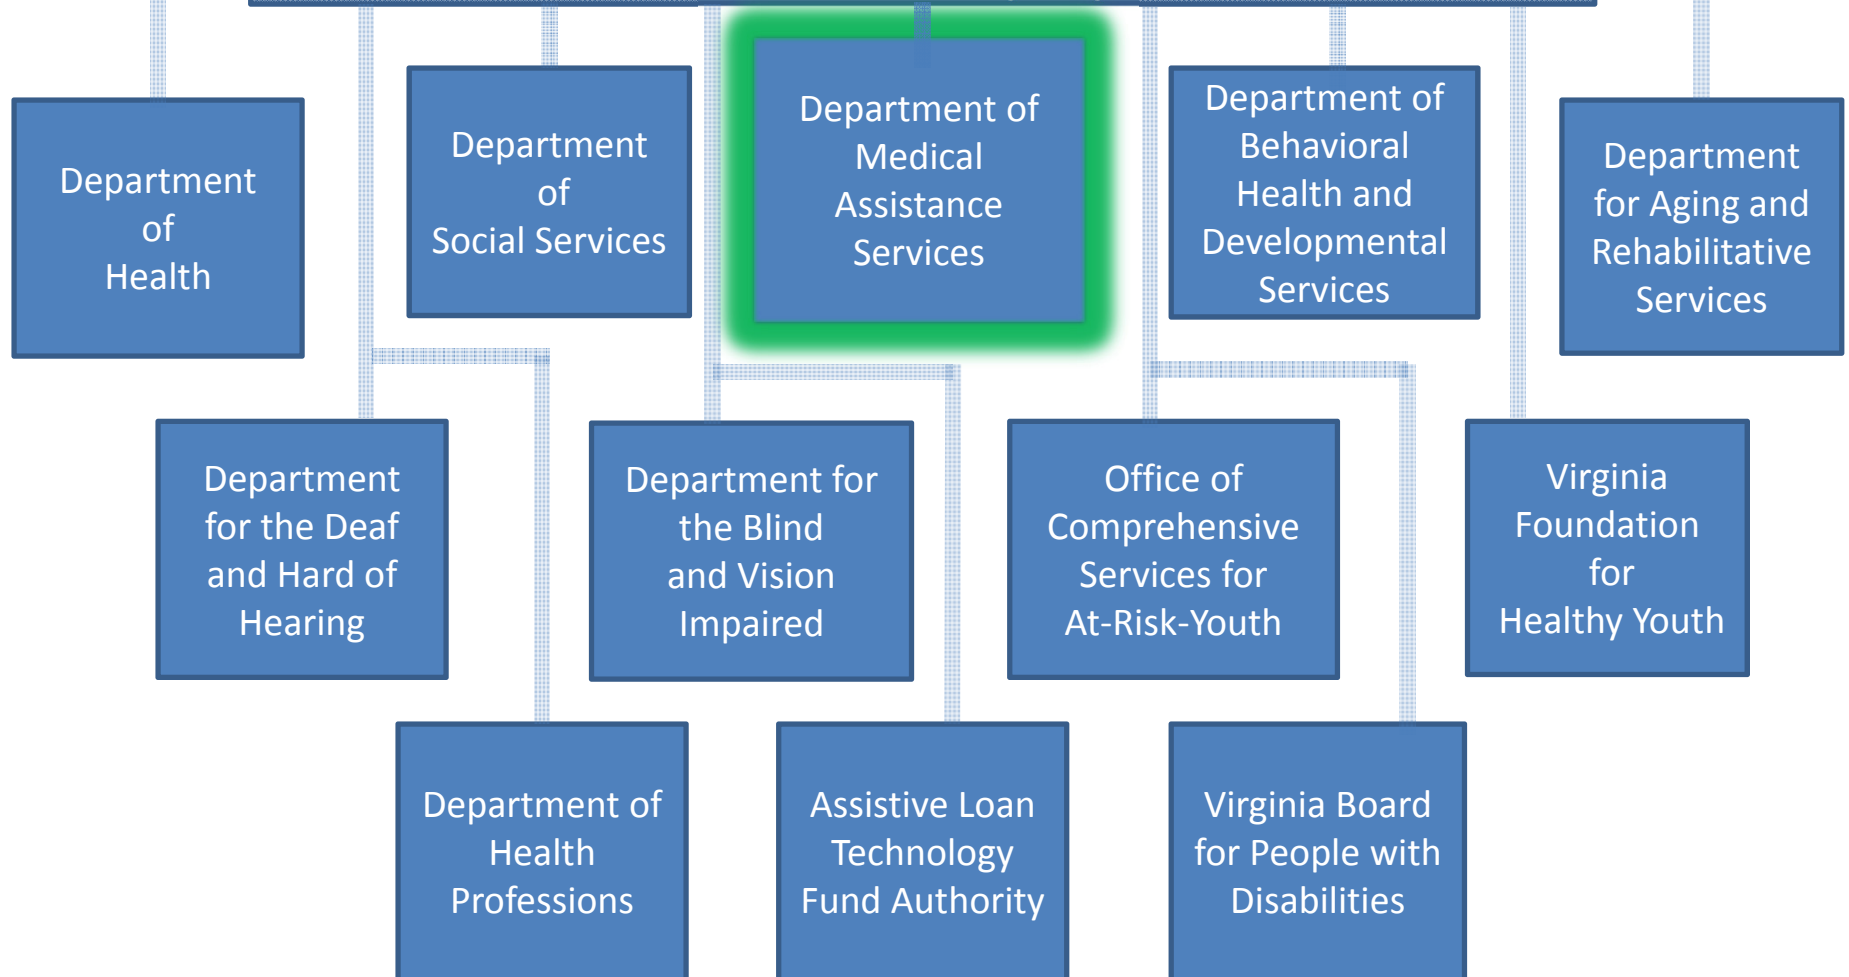 Department
of
Health
Department
of
Social Services
Department of
Medical
Assistance
Services
Department of
Behavioral
Health and
Developmental
Services
Department
for Aging and
Rehabilitative
Services
Department
for the Deaf
and Hard of
Hearing
Department for
the Blind
and Vision
Impaired
Office of
Comprehensive
Services for
At-Risk-Youth
Virginia
Foundation
for
Healthy Youth
Department of
Health
Professions
Assistive Loan
Technology
Fund Authority
Virginia Board
for People with
Disabilities